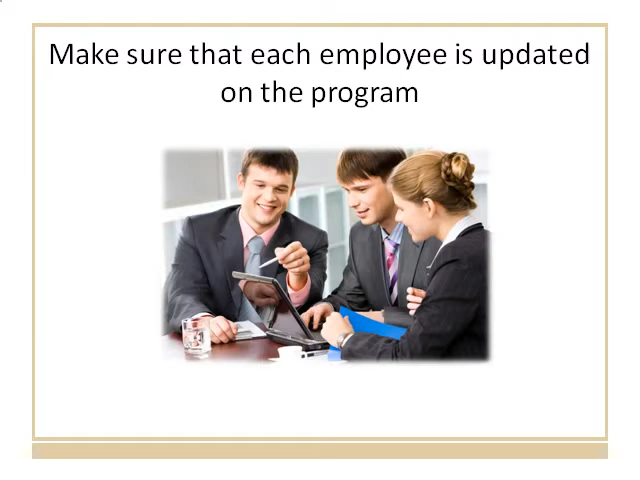 Make sure that each employee is updated
on the program